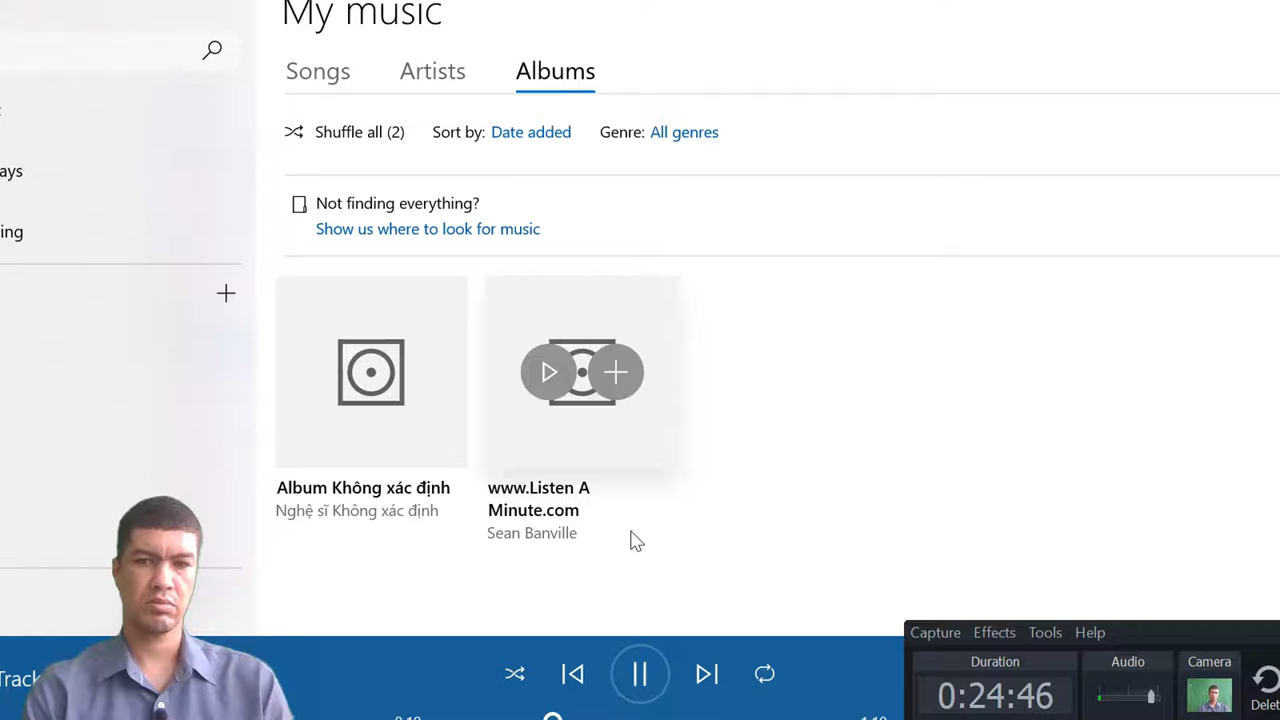 My music
Songs Artists Albums
Shuffle all (2) Sort by: Date added Genre: All genres
ays
Not finding everything?
Show us where to look for music
ing
Album Không xác định
Nghệ sĩ Không xác định
www.Listen A
Minute.com
Sean Banville
Capture Effects Tools Help
Duration Audio Camera
0:24:46
Delet
Track